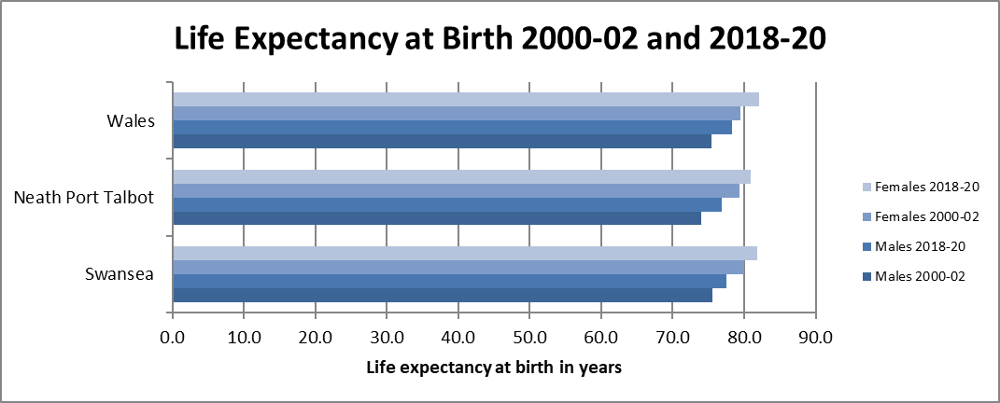 Life Expectancy at Birth 2000-02 and 2018-20
Wales
Neath Port Talbot
Swansea
0.0 10.0 20.0 30.0 40.0 50.0 60.0 70.0 80.0 90.0
Life expectancy at birth in years
Females 2018-20
Females 2000-02
Males 2018-20
Males 2000-02